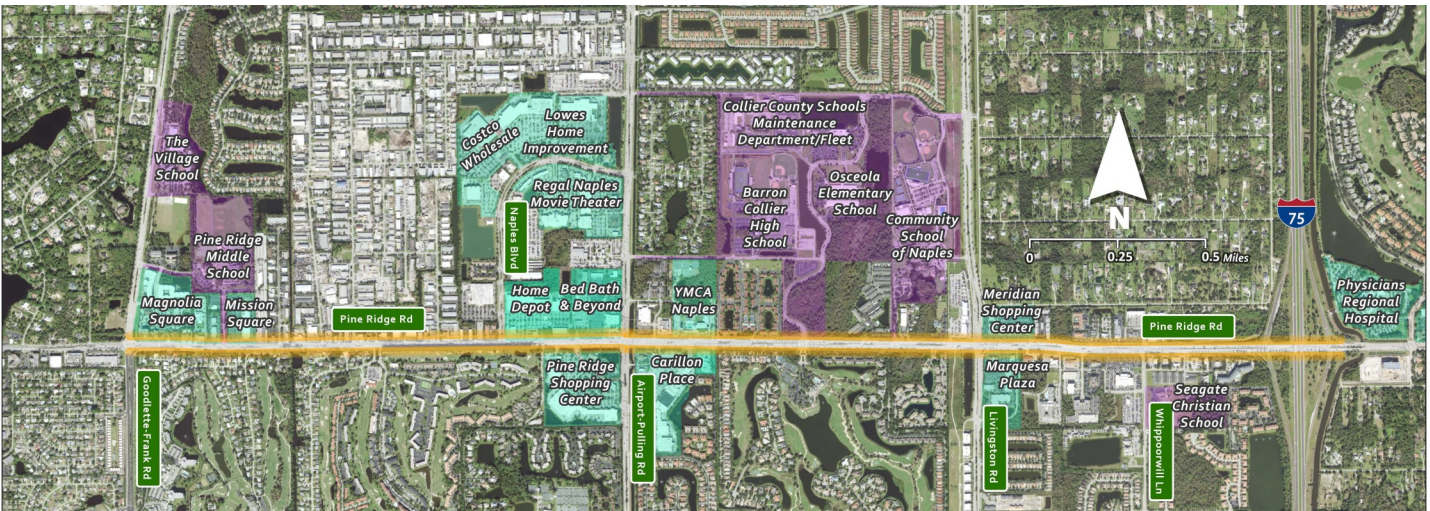 The
Village
School
Pine Ridge
Middle
School
Magnolia
Square
Mission
Square
Pine Ridge Rd
Goodlette-Frank Rd
Costco
Wholesale
Lowes
Home
Improvement
Regal Naples
Movie Theater
Naples Blvd
Home
Depot
Bed Bath
& Beyond
Pine Ridge
Shopping
Center
Airport-Pulling Rd
YMCA
Naples
Carillon
Place
Collier County Schools
Maintenance
Department/Fleet
Barron
Collier
High
School
Osceola
Elementary
School
Community
School
of Naples
N
0 0.25 0.5 Miles
75
Meridian
Shopping
Center
Pine Ridge Rd
Physicians
Regional
Hospital
Marquesa
Plaza
Livingston Rd
Whippoorwill Ln
Seagate
Christian
School